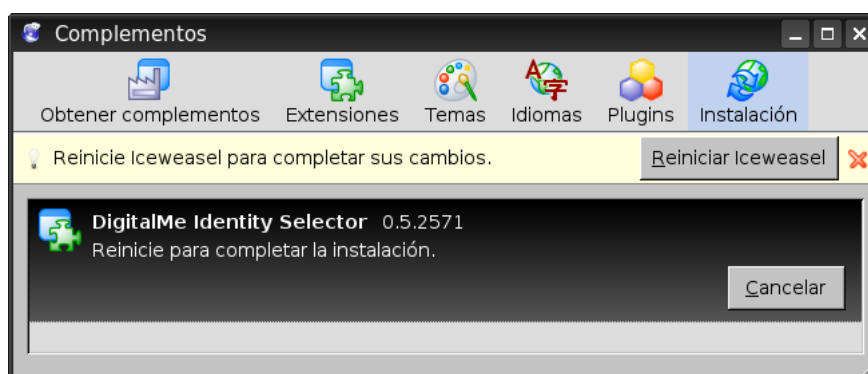 Complementos
Obtener complementos Extensiones Temas Idiomas Plugins Instalación
Reinicie Iceweasel para completar sus cambios. Reiniciar Iceweasel
DigitalMe Identity Selector 0.5.2571
Reinicie para completar la instalación.
Cancelar